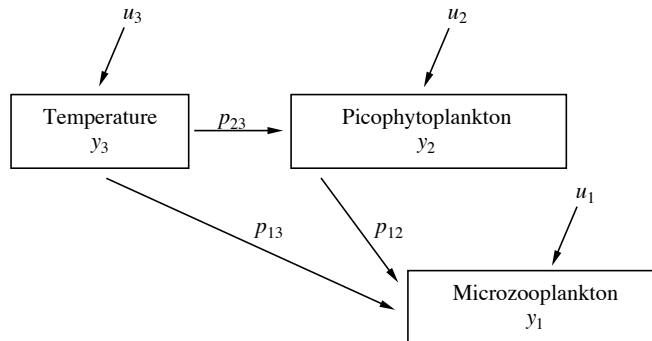 u3
u2
Temperature
y3
p23
Picophytoplankton
y2
u1
p13
p12
Microzooplankton
y1